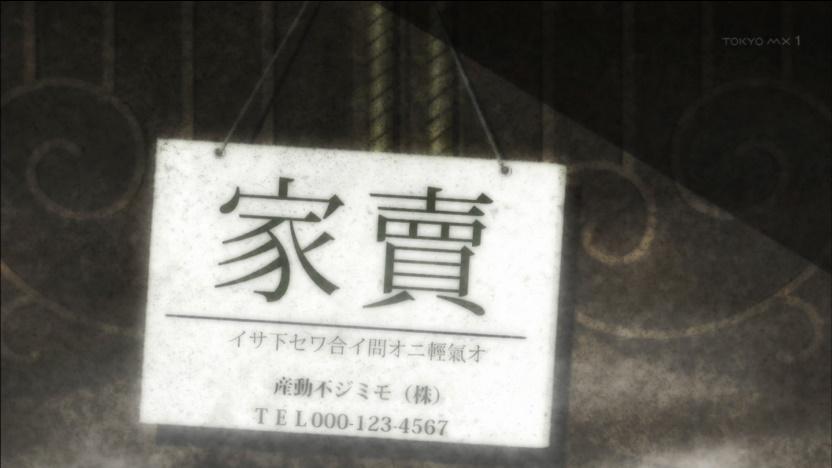 TOKYO MX 1
家賣
イサ下セワ合イ問オニ輕氣オ
産動不ジミモ（株）
TEL000-123-4567